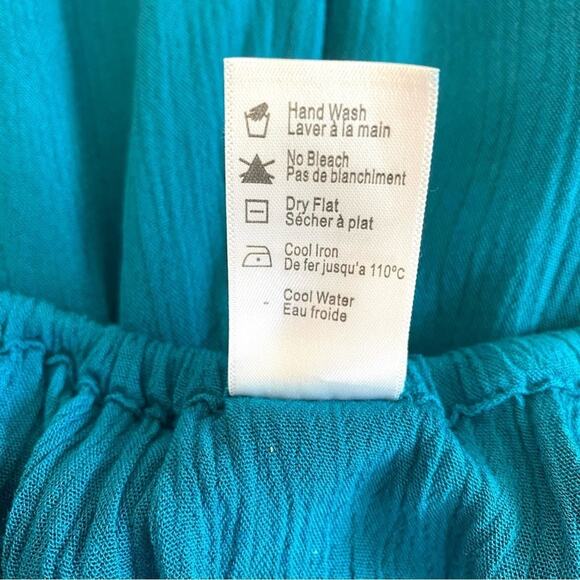 Hand Wash
Laver à la main
No Bleach
Pas de blanchiment
Dry Flat
Sécher à plat
Cool Iron
De fer jusqu'a 110°c
Cool Water
Eau froide